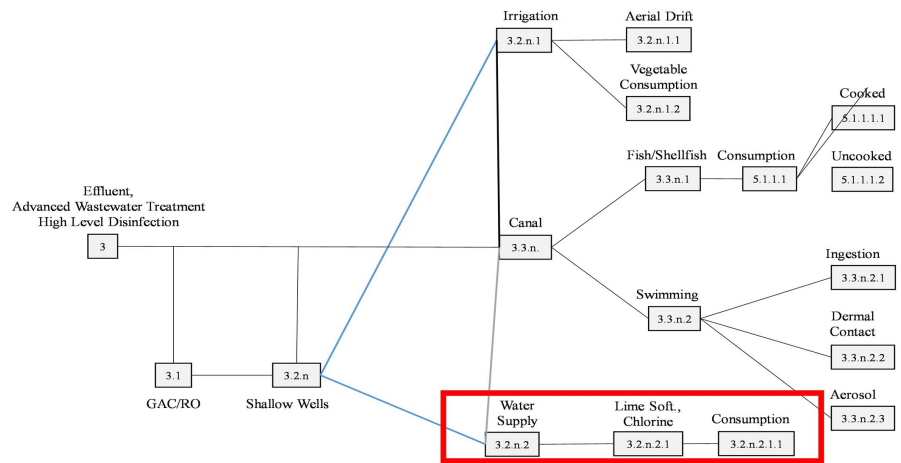 Irrigation
3.2.n.1
Aerial Drift
3.2.n.1.1
Vegetable
Consumption
3.2.n.1.2
Cooked
5.1.1.1.1
Fish/Shellfish
3.3.n.1
Consumption
5.1.1.1
Uncooked
5.1.1.1.2
Effluent,
Advanced Wastewater Treatment
High Level Disinfection
3
Canal
3.3.n.
Ingestion
3.3.n.2.1
Swimming
3.3.n.2
Dermal
Contact
3.3.n.2.2
3.1
GAC/RO
3.2.n
Shallow Wells
Aerosol
3.3.n.2.3
Water
Supply
3.2.n.2
Lime Soft.,
Chlorine
3.2.n.2.1
Consumption
3.2.n.2.1.1